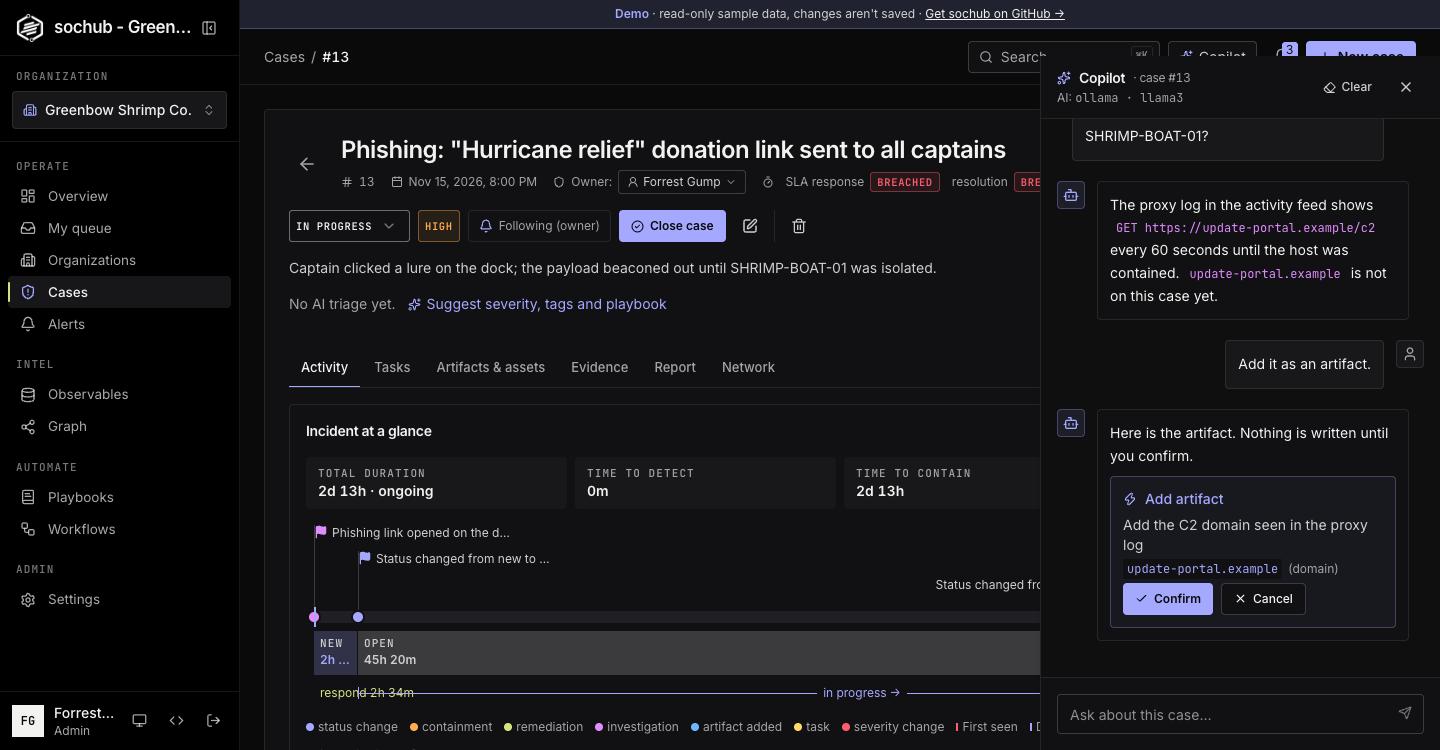 sochub - Green...
ORGANIZATION
Greenbow Shrimp Co.
OPERATE
Overview
My queue
Organizations
Cases
Alerts
INTEL
Observables
Graph
AUTOMATE
Playbooks
Workflows
ADMIN
Settings
FG
Forrest...
Admin
Demo · read-only sample data, changes aren't saved · Get sochub on GitHub →
Cases / #13
Search
⌘K
Copilot
3
New case
Phishing: "Hurricane relief" donation link sent to all captains
# 13 Nov 15, 2026, 8:00 PM Owner: Forrest Gump SLA response BREACHED resolution BRE
IN PROGRESS HIGH Following (owner) Close case
Captain clicked a lure on the dock; the payload beaconed out until SHRIMP-BOAT-01 was isolated.
No AI triage yet. Suggest severity, tags and playbook
Activity Tasks Artifacts & assets Evidence Report Network
Incident at a glance
TOTAL DURATION
2d 13h · ongoing
TIME TO DETECT
0m
TIME TO CONTAIN
2d 13h
Phishing link opened on the d...
Status changed from new to ...
Status changed fro
NEW
2h ...
OPEN
45h 20m
respond 2h 34m
in progress →
status change containment remediation investigation artifact added task severity change First seen
Copilot · case #13
AI: ollama · llama3
Clear
SHRIMP-BOAT-01?
The proxy log in the activity feed shows
GET https://update-portal.example/c2
every 60 seconds until the host was
contained. update-portal.example is not
on this case yet.
Add it as an artifact.
Here is the artifact. Nothing is written until
you confirm.
Add artifact
Add the C2 domain seen in the proxy
log
update-portal.example (domain)
Confirm Cancel
Ask about this case...